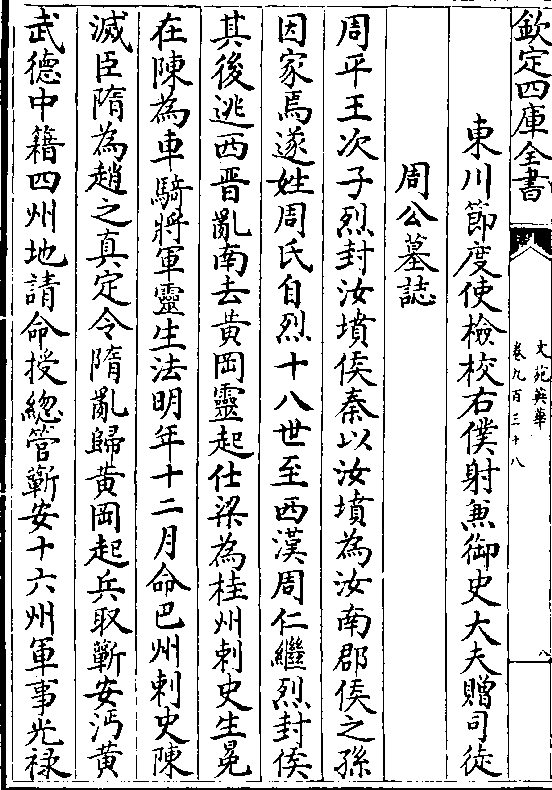 欽定四庫全書
文苑英華
卷九百三十八
八
東川節度使檢校右僕射兼御史大夫贈司徒
周公墓誌
周平王次子烈封汝墳侯秦以汝墳為汝南郡侯之孫
因家焉遂姓周氏自烈十八世至西漢周仁繼烈封侯
其後逃西晋亂南去黄岡靈起仕梁為桂州刺史生炅
在陳為車騎將軍靈生法明年十二月命巴州刺史陳
滅臣隋為趙之真定令隋亂歸黄岡起兵取蘄安沔黄
武德中籍四州地請命授總管蘄安十六州軍事光禄